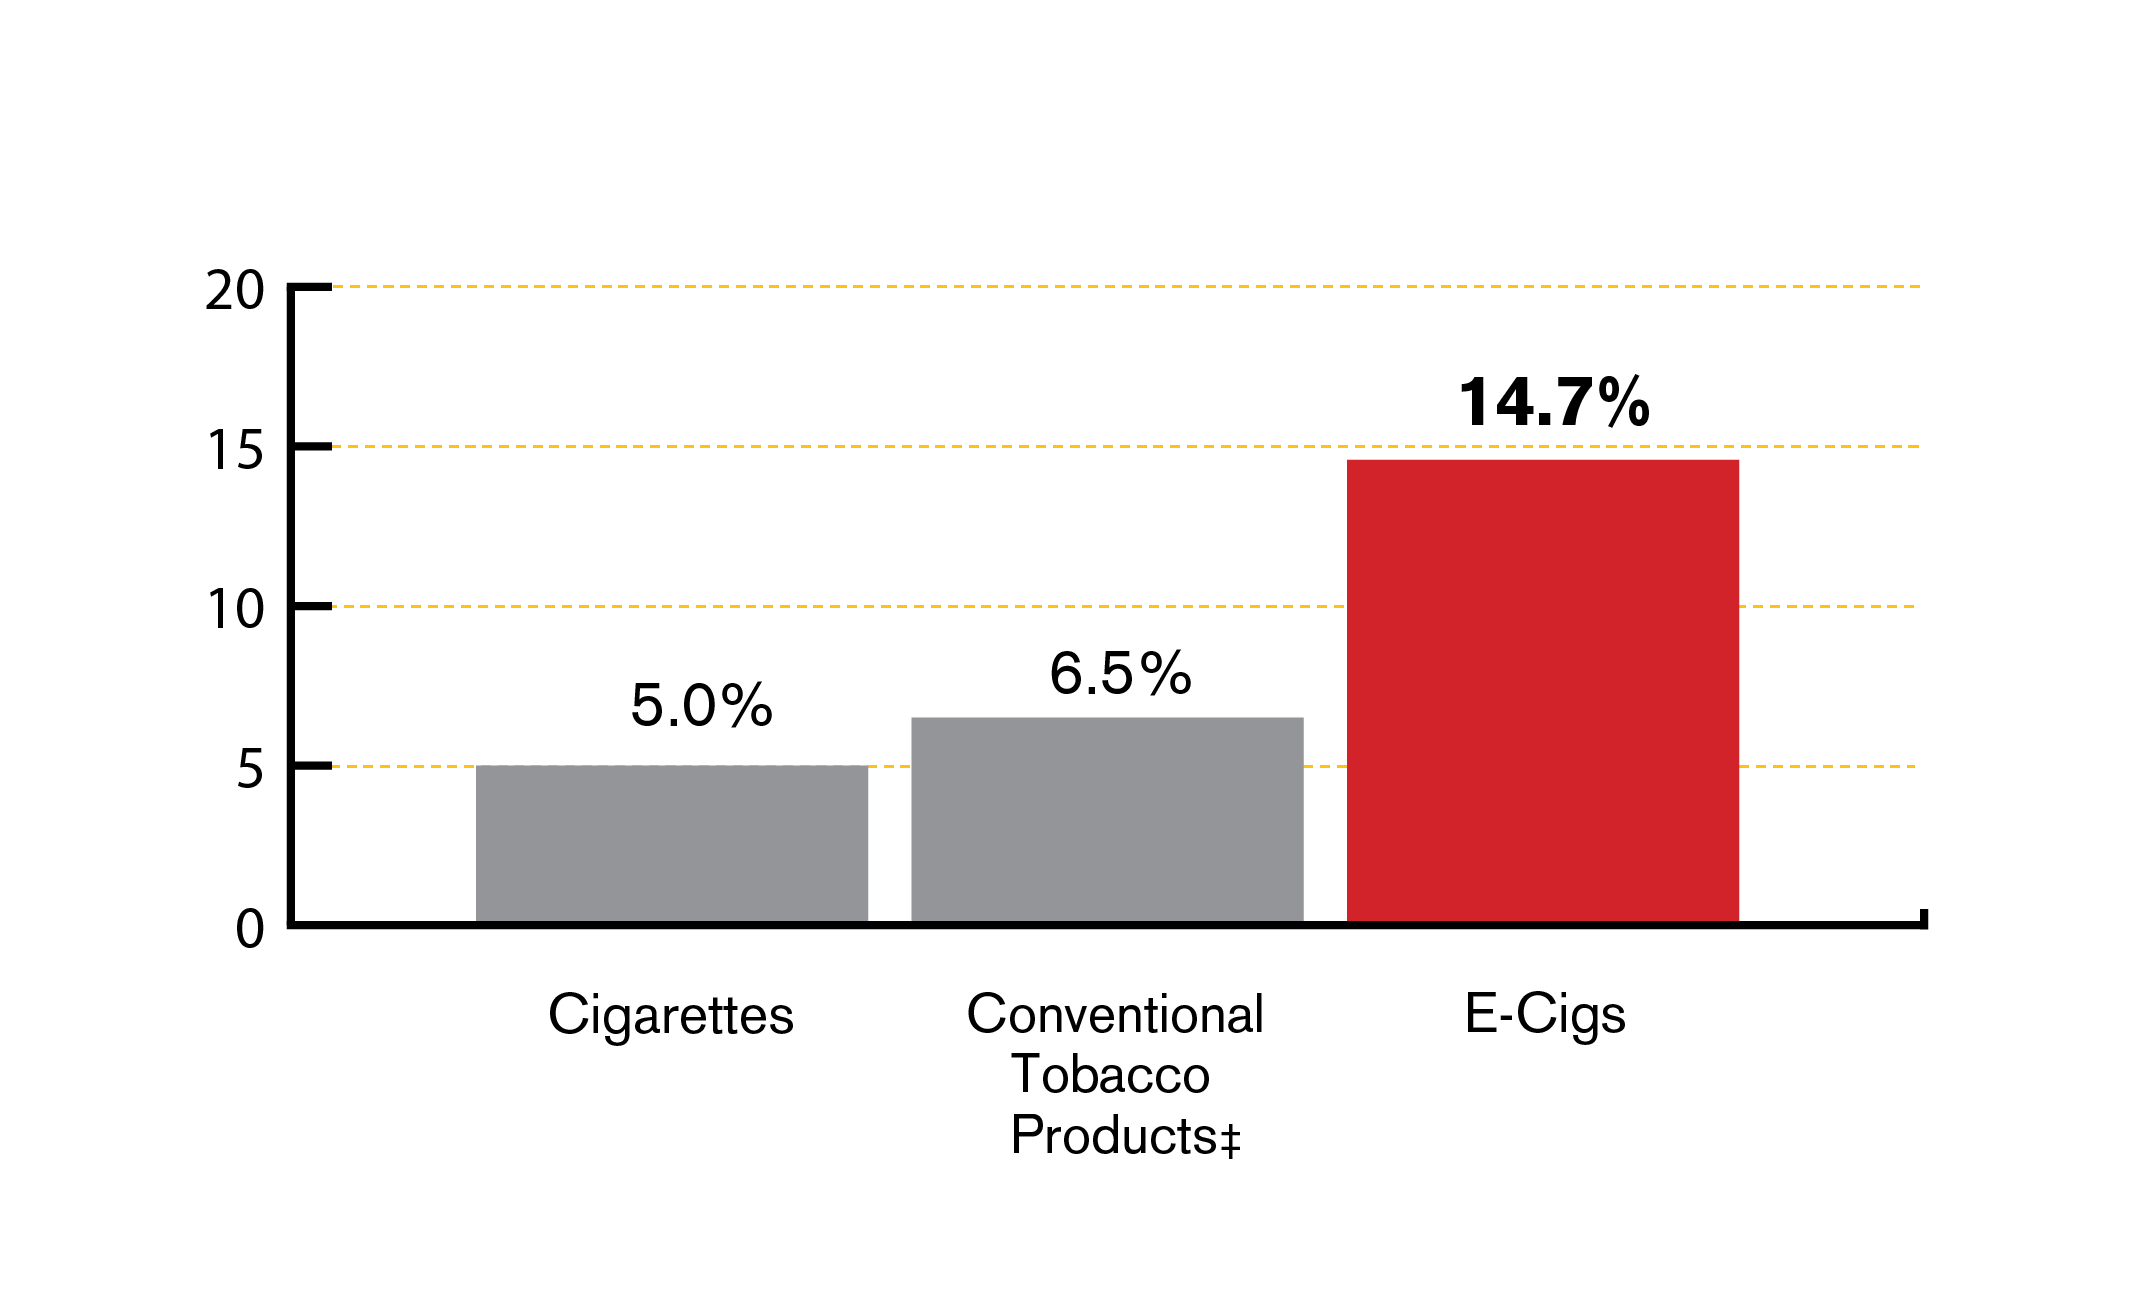 20
14.7%
15
10
6.5%
5.0%
5
0
Cigarettes
Conventional
Tobacco
Products‡
E-Cigs